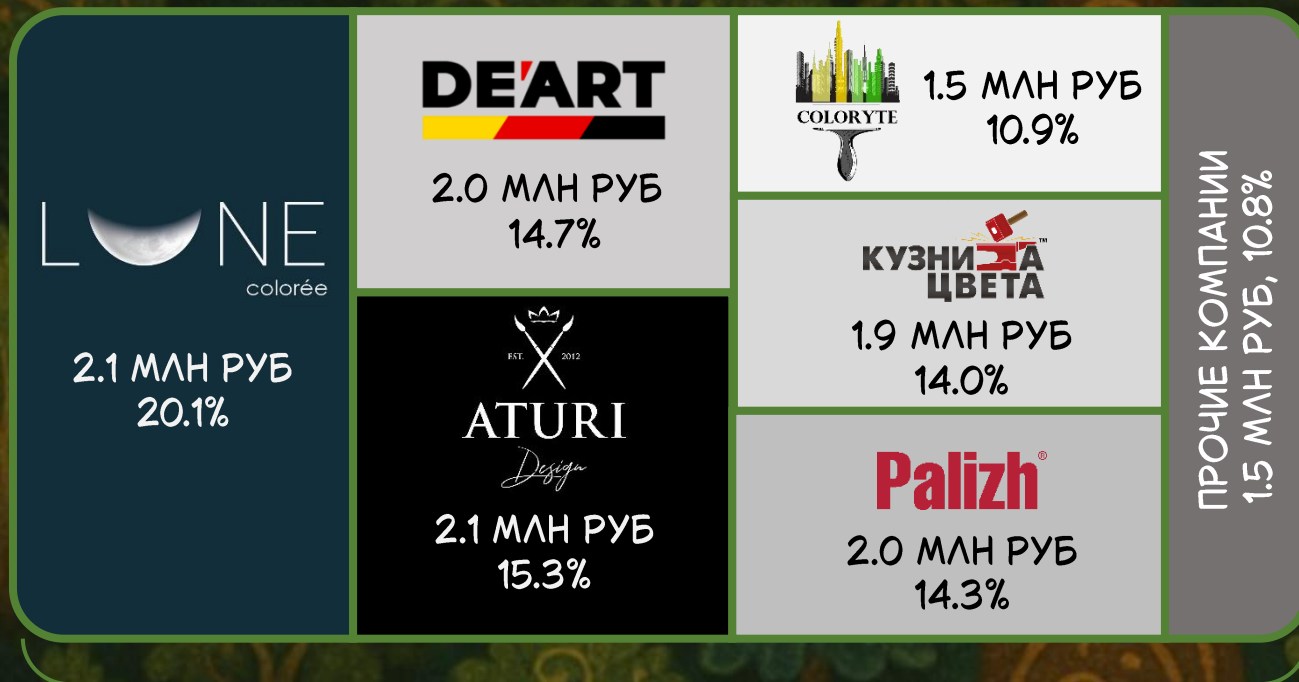 LUNE
colorée
2.1 МЛН РУБ
20.1%
DE'ART
2.0 МЛН РУБ
14.7%
EST. 2012
ATURI
Design
2.1 МЛН РУБ
15.3%
COLORYTE
1.5 МЛН РУБ
10.9%
КУЗНИЦА™
ЦВЕТА
1.9 МЛН РУБ
14.0%
Palizh®
2.0 МЛН РУБ
14.3%
ПРОЧИЕ КОМПАНИИ
1.5 МЛН РУБ, 10.8%